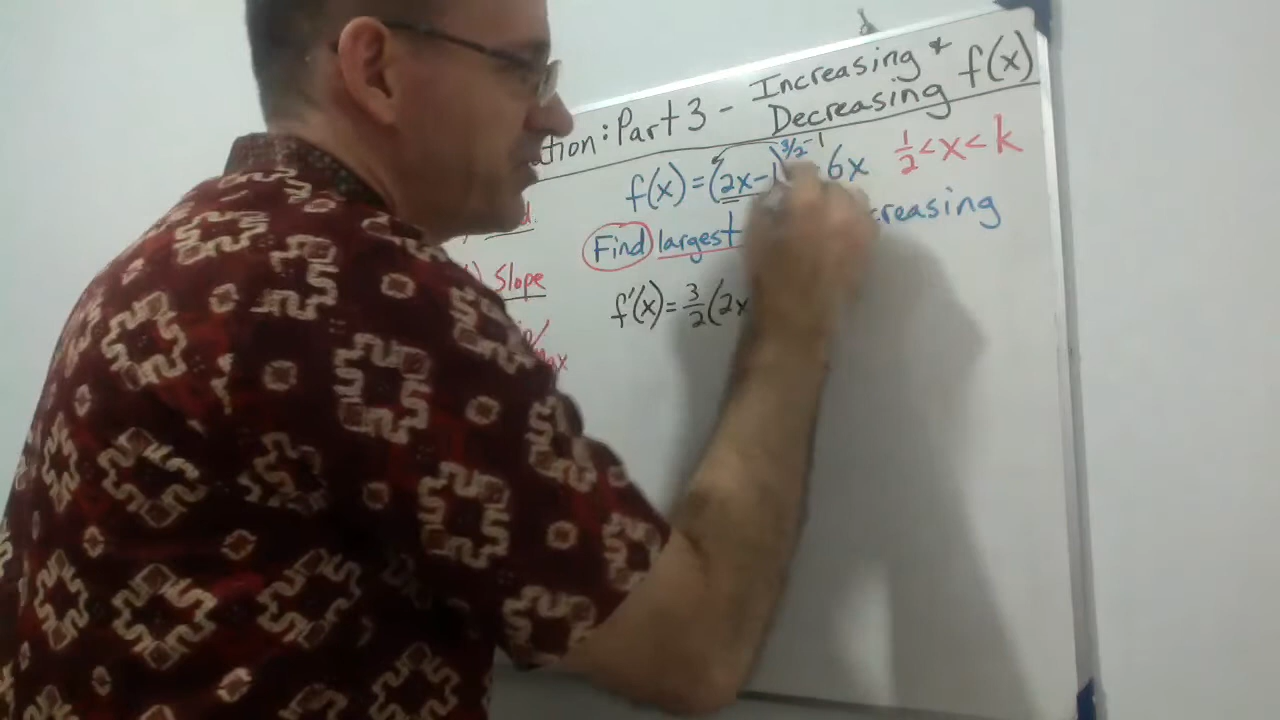 tion: Part 3 - Increasing +
Decreasing f(x)
f(x) = (2x-1)^3/2 -1 6x 1/2 < x < k
Find largest creasing
Slope
f'(x) = 3/2 (2x